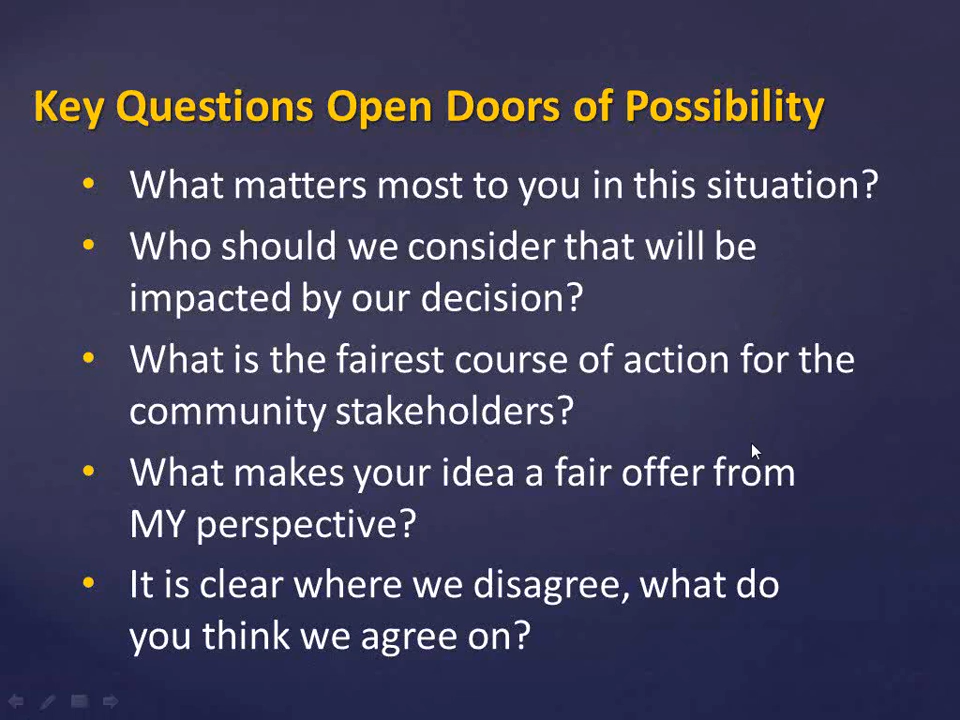 Key Questions Open Doors of Possibility
• What matters most to you in this situation?
• Who should we consider that will be
impacted by our decision?
• What is the fairest course of action for the
community stakeholders?
• What makes your idea a fair offer from
MY perspective?
• It is clear where we disagree, what do
you think we agree on?